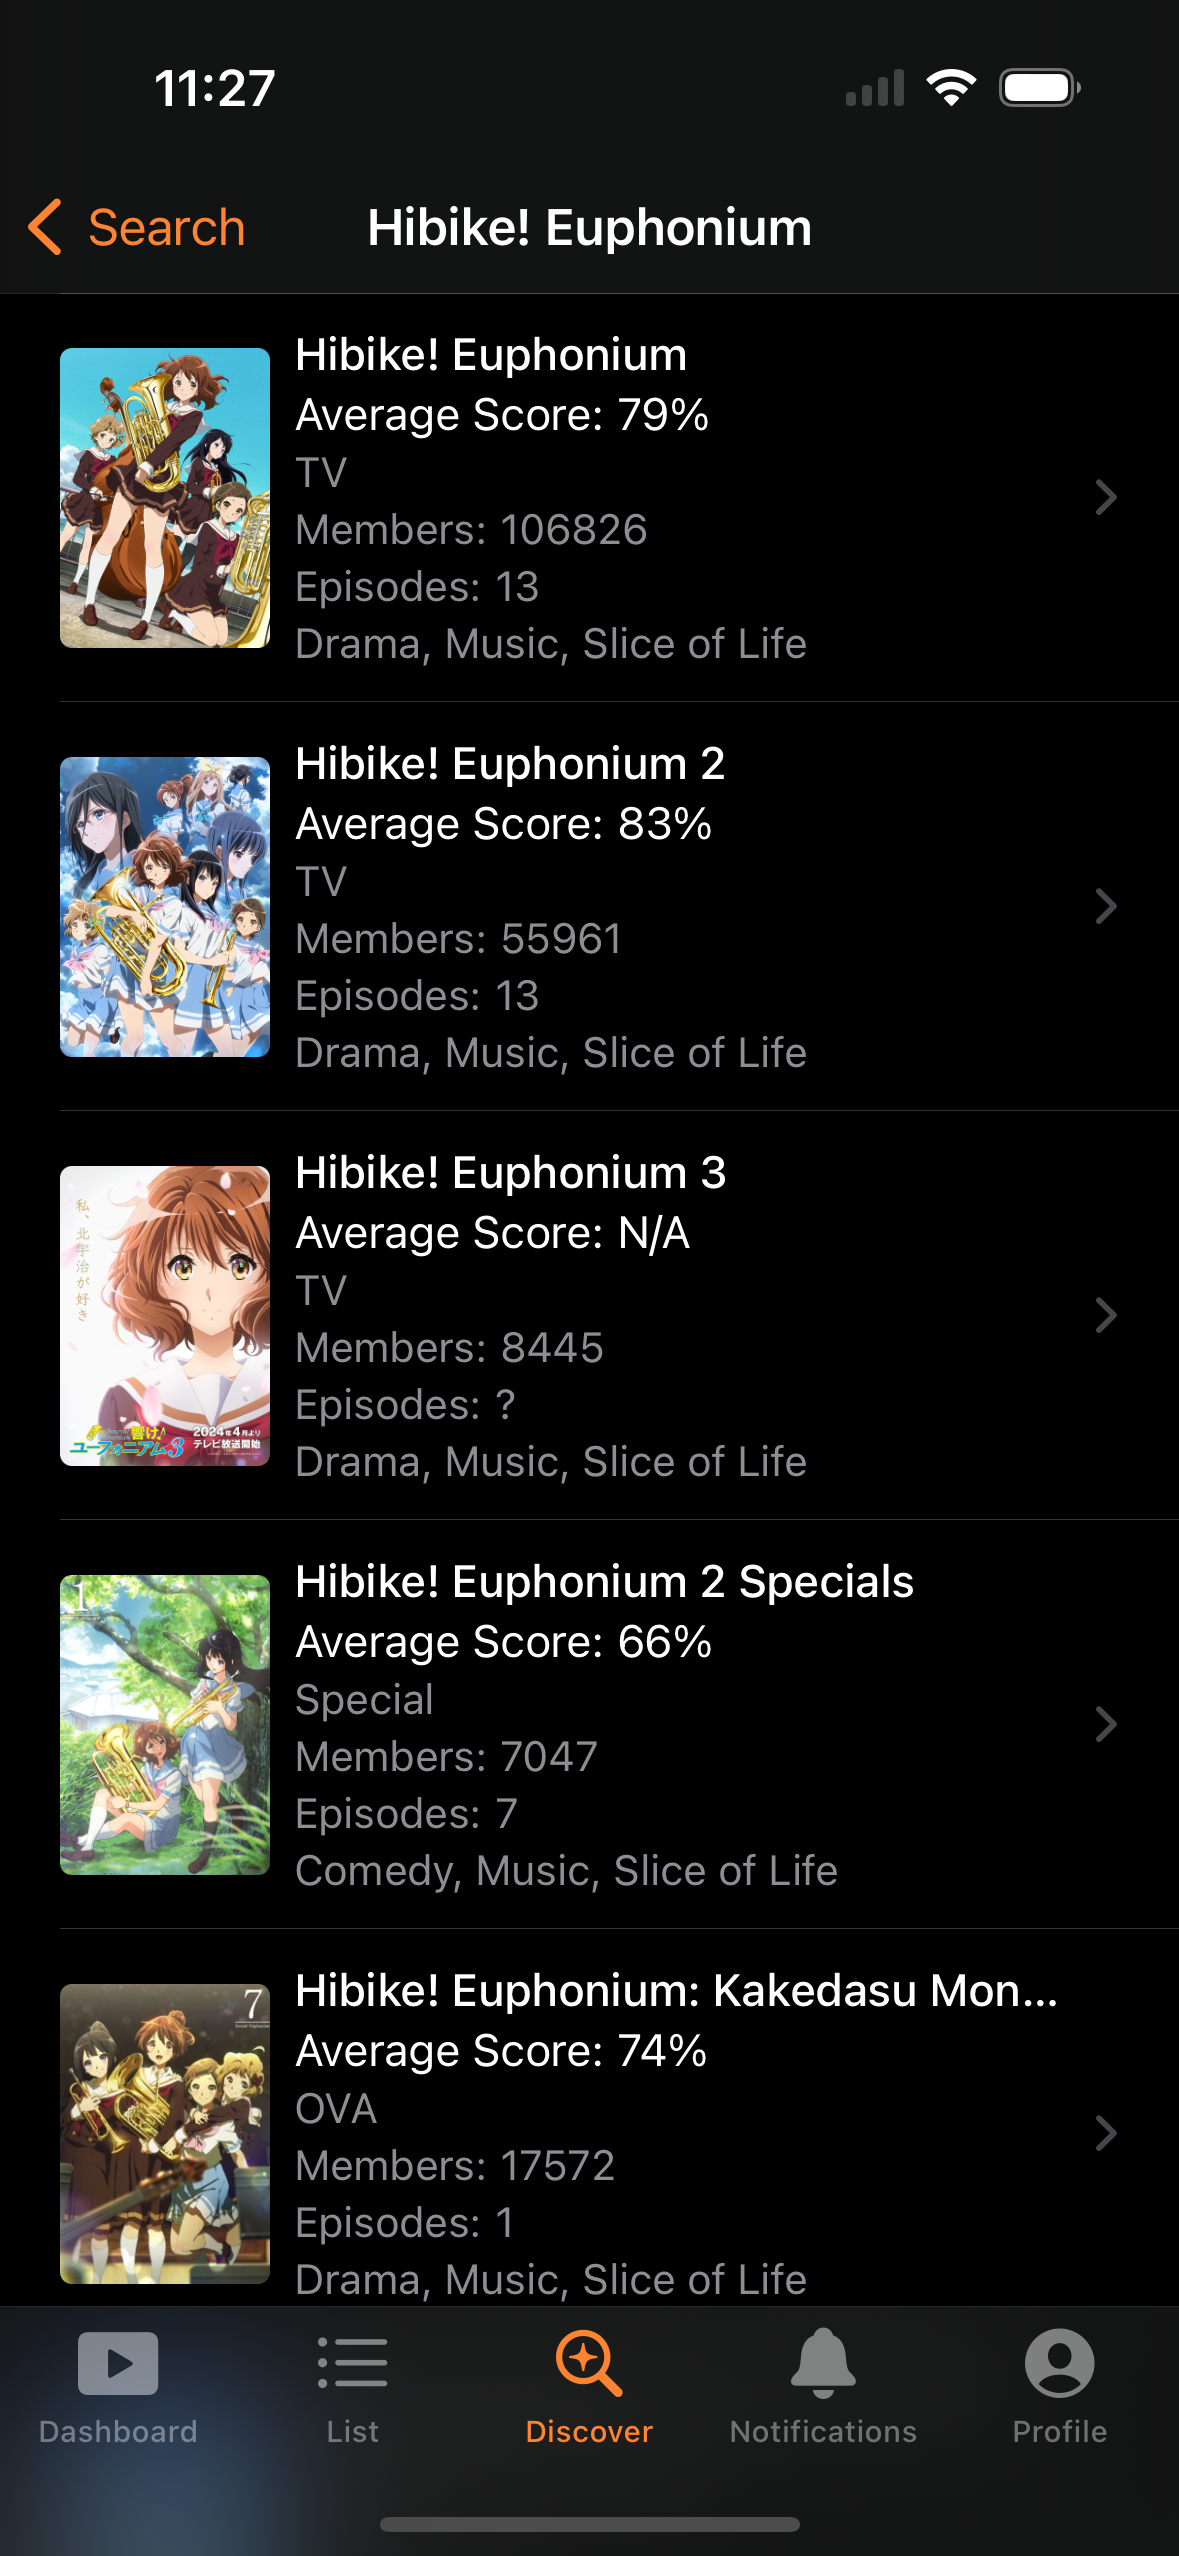 11:27
Search
Hibike! Euphonium
Hibike! Euphonium
Average Score: 79%
TV
Members: 106826
Episodes: 13
Drama, Music, Slice of Life
Hibike! Euphonium 2
Average Score: 83%
TV
Members: 55961
Episodes: 13
Drama, Music, Slice of Life
私、北宇治が好き
響け!
ユーフォニアム3
2024年4月より
テレビ放送開始
Hibike! Euphonium 3
Average Score: N/A
TV
Members: 8445
Episodes: ?
Drama, Music, Slice of Life
1
Hibike! Euphonium 2 Specials
Average Score: 66%
Special
Members: 7047
Episodes: 7
Comedy, Music, Slice of Life
7
Hibike! Euphonium: Kakedasu Mon...
Average Score: 74%
OVA
Members: 17572
Episodes: 1
Drama, Music, Slice of Life
Dashboard
List
Discover
Notifications
Profile